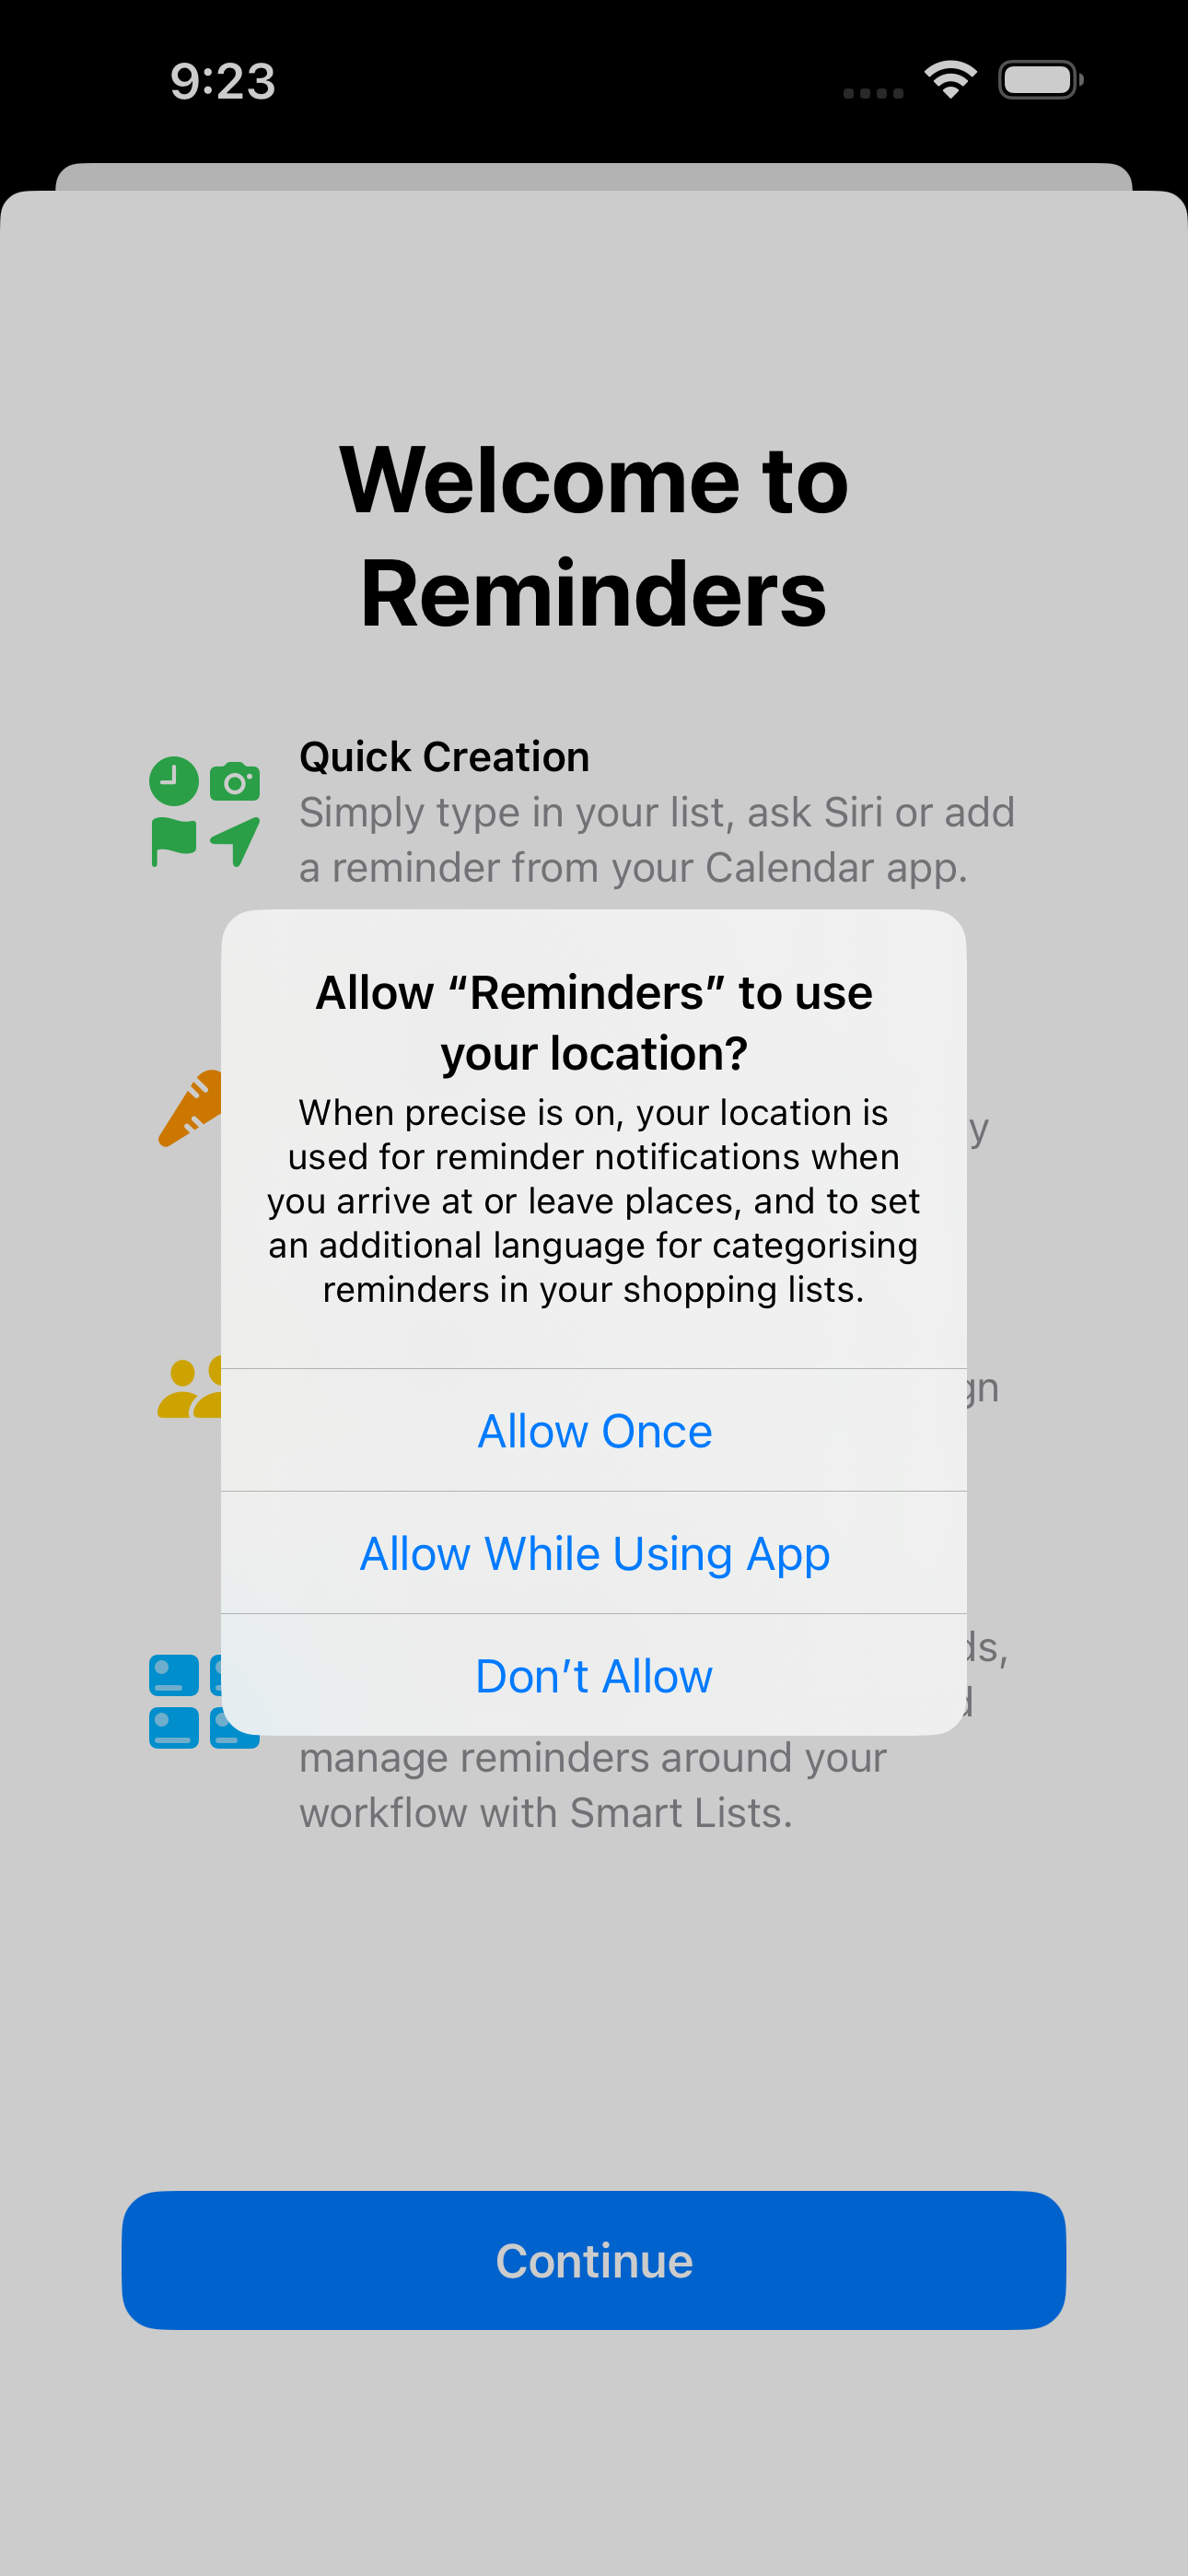 9:23
Welcome to
Reminders
Quick Creation
Simply type in your list, ask Siri or add
a reminder from your Calendar app.
Allow “Reminders” to use
your location?
When precise is on, your location is
used for reminder notifications when
you arrive at or leave places, and to set
an additional language for categorising
reminders in your shopping lists.
Allow Once
Allow While Using App
Don’t Allow
manage reminders around your
workflow with Smart Lists.
Continue